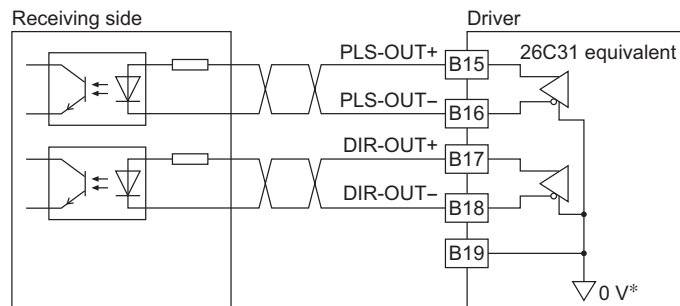 Receiving side
Driver
PLS-OUT+
B15
26C31 equivalent
PLS-OUT−
B16
DIR-OUT+
B17
DIR-OUT−
B18
B19
0 V*